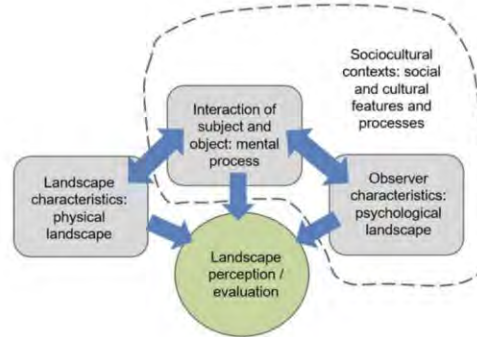 Sociocultural
contexts: social
and cultural
features and
processes
Interaction of
subject and
object: mental
process
Landscape
characteristics:
physical
landscape
Observer
characteristics:
psychological
landscape
Landscape
perception /
evaluation